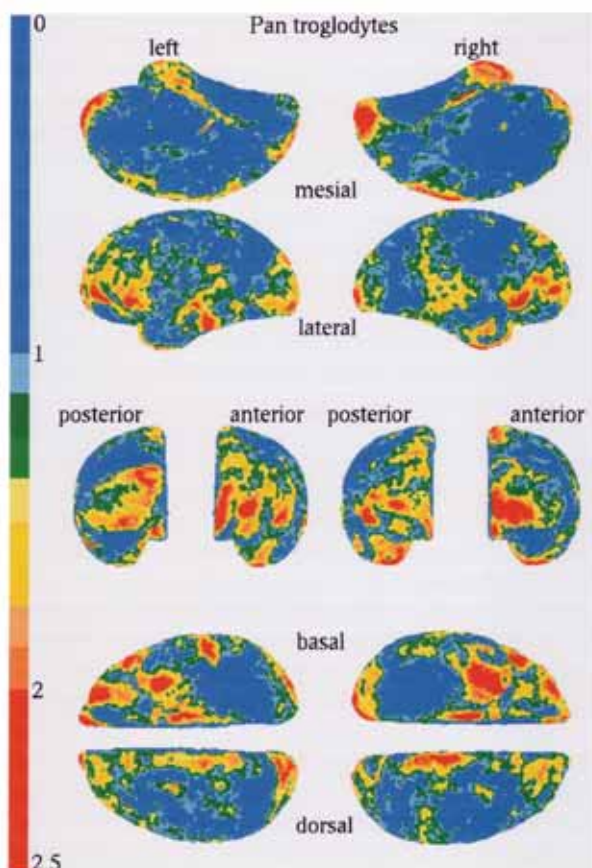 0
Pan troglodytes
left right
mesial
lateral
1
posterior anterior posterior anterior
basal
2
dorsal
2.5